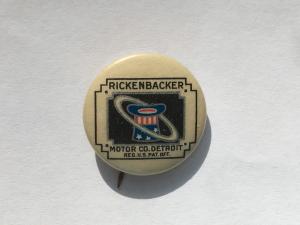 RICKENBACKER
MOTOR CO. DETROIT
REG. U.S. PAT. OFF.